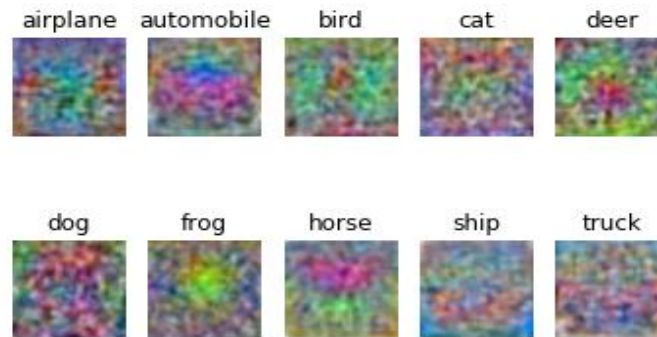 airplane automobile bird cat deer
dog frog horse ship truck